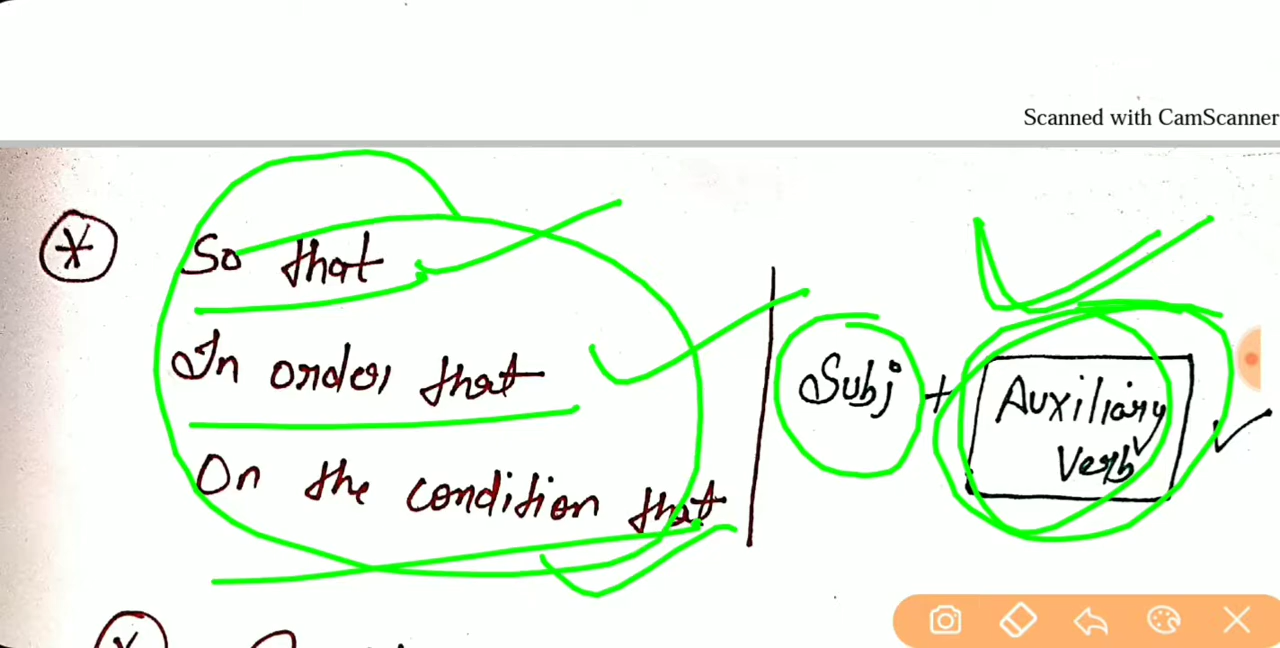 Scanned with CamScanner
So that
In order that
On the condition that
Subj + Auxiliary
Verb